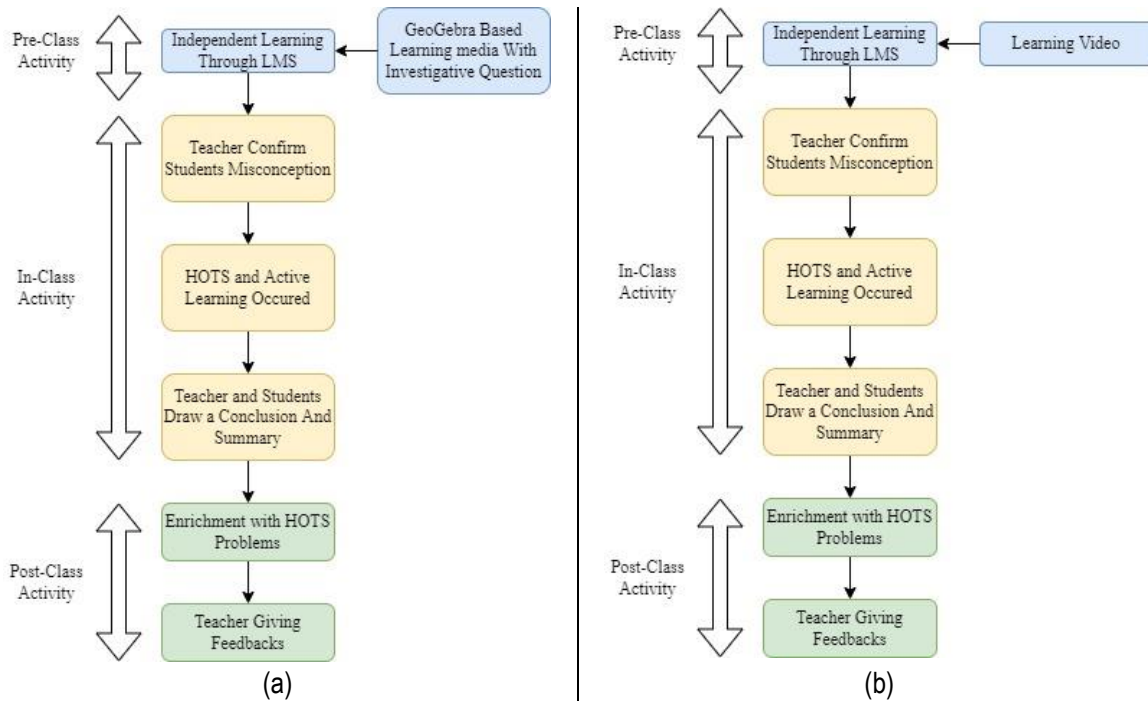 Pre-Class
Activity
Independent Learning
Through LMS
GeoGebra Based
Learning media With
Investigative Question
Teacher Confirm
Students Misconception
In-Class
Activity
HOTS and Active
Learning Occured
Teacher and Students
Draw a Conclusion And
Summary
Post-Class
Activity
Enrichment with HOTS
Problems
Teacher Giving
Feedbacks
(a)
Pre-Class
Activity
Independent Learning
Through LMS
Learning Video
Teacher Confirm
Students Misconception
In-Class
Activity
HOTS and Active
Learning Occured
Teacher and Students
Draw a Conclusion And
Summary
Post-Class
Activity
Enrichment with HOTS
Problems
Teacher Giving
Feedbacks
(b)